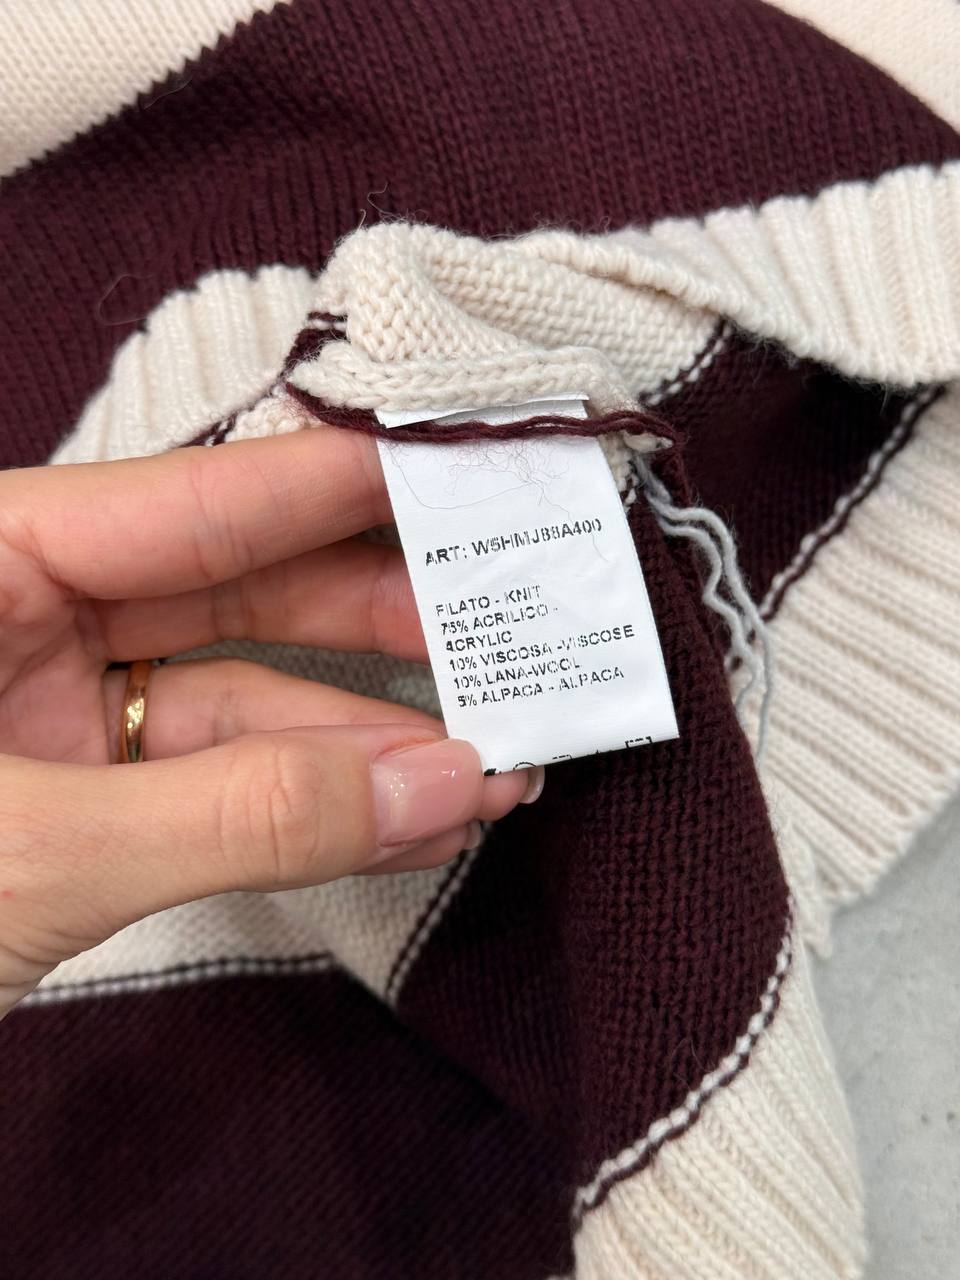 ART: W5HMJ88A400
FILATO - KNIT
75% ACRILICO -
ACRYLIC
10% VISCOSA -VISCOSE
10% LANA-WOOL
5% ALPACA - ALPACA